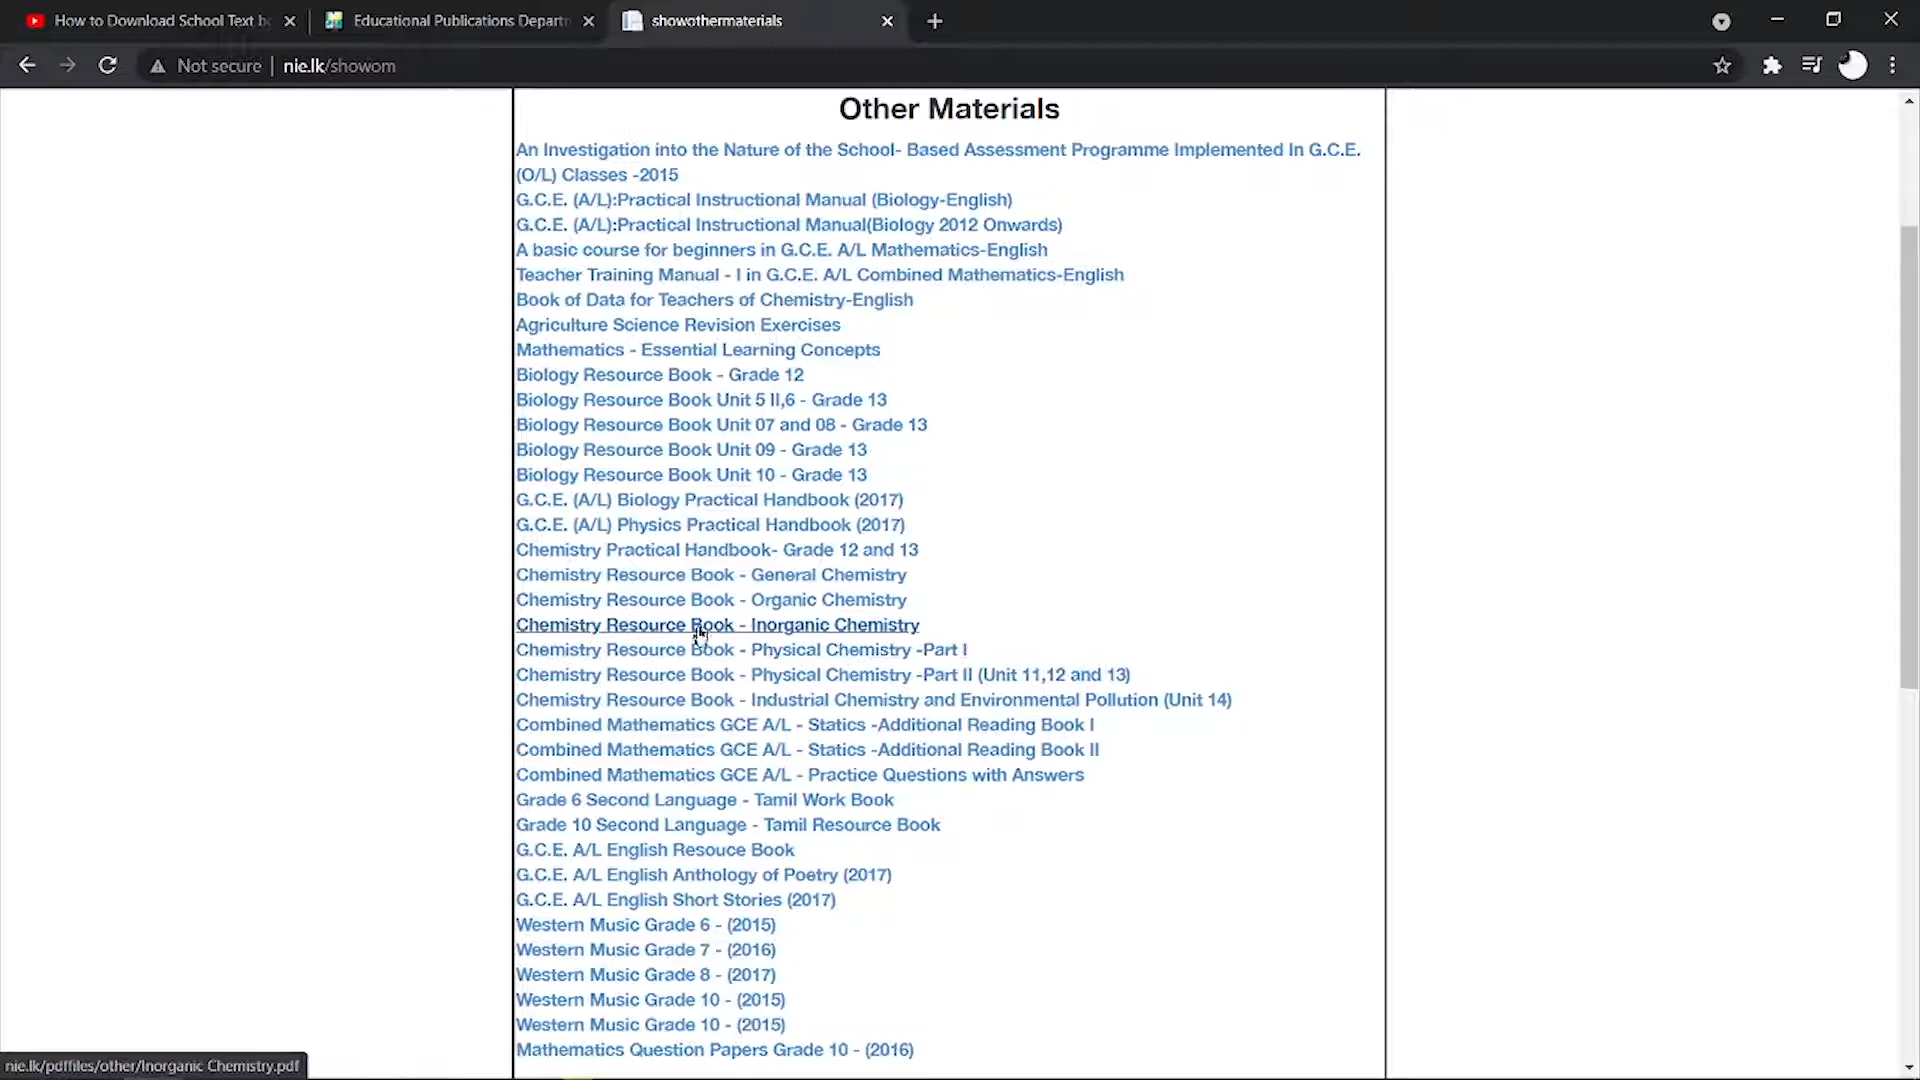 How to Download School Text b
Educational Publications Departm
showothermaterials
Not secure
nie.lk/showom
Other Materials
An Investigation into the Nature of the School- Based Assessment Programme Implemented In G.C.E.
(O/L) Classes -2015
G.C.E. (A/L):Practical Instructional Manual (Biology-English)
G.C.E. (A/L):Practical Instructional Manual(Biology 2012 Onwards)
A basic course for beginners in G.C.E. A/L Mathematics-English
Teacher Training Manual - I in G.C.E. A/L Combined Mathematics-English
Book of Data for Teachers of Chemistry-English
Agriculture Science Revision Exercises
Mathematics - Essential Learning Concepts
Biology Resource Book - Grade 12
Biology Resource Book Unit 5 II,6 - Grade 13
Biology Resource Book Unit 07 and 08 - Grade 13
Biology Resource Book Unit 09 - Grade 13
Biology Resource Book Unit 10 - Grade 13
G.C.E. (A/L) Biology Practical Handbook (2017)
G.C.E. (A/L) Physics Practical Handbook (2017)
Chemistry Practical Handbook- Grade 12 and 13
Chemistry Resource Book - General Chemistry
Chemistry Resource Book - Organic Chemistry
Chemistry Resource Book - Inorganic Chemistry
Chemistry Resource Book - Physical Chemistry -Part I
Chemistry Resource Book - Physical Chemistry -Part II (Unit 11,12 and 13)
Chemistry Resource Book - Industrial Chemistry and Environmental Pollution (Unit 14)
Combined Mathematics GCE A/L - Statics -Additional Reading Book I
Combined Mathematics GCE A/L - Statics -Additional Reading Book II
Combined Mathematics GCE A/L - Practice Questions with Answers
Grade 6 Second Language - Tamil Work Book
Grade 10 Second Language - Tamil Resource Book
G.C.E. A/L English Resouce Book
G.C.E. A/L English Anthology of Poetry (2017)
G.C.E. A/L English Short Stories (2017)
Western Music Grade 6 - (2015)
Western Music Grade 7 - (2016)
Western Music Grade 8 - (2017)
Western Music Grade 10 - (2015)
Western Music Grade 10 - (2015)
Mathematics Question Papers Grade 10 - (2016)
nie.lk/pdffiles/other/Inorganic Chemistry.pdf